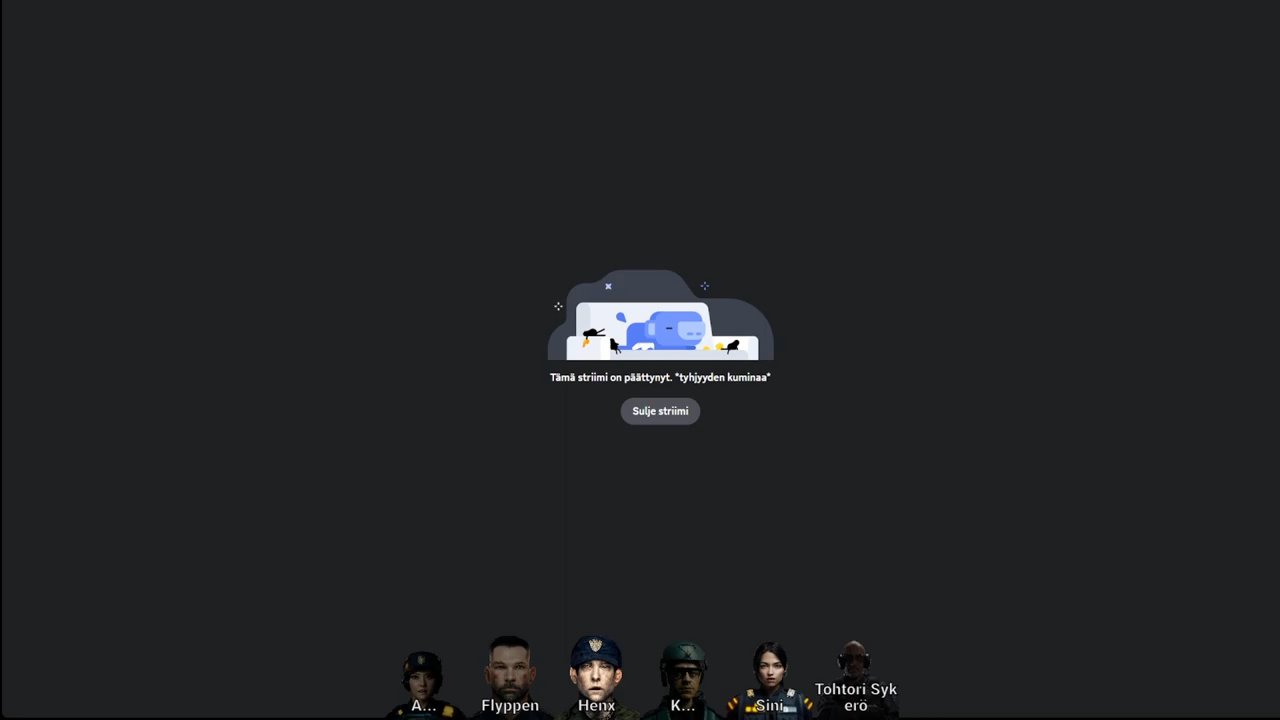 Tämä striimi on päättynyt. *tyhjyyden kuminaa*
Sulje striimi
A...
Flyppen
Henx
K...
Sini
Tohtori Syk
erö